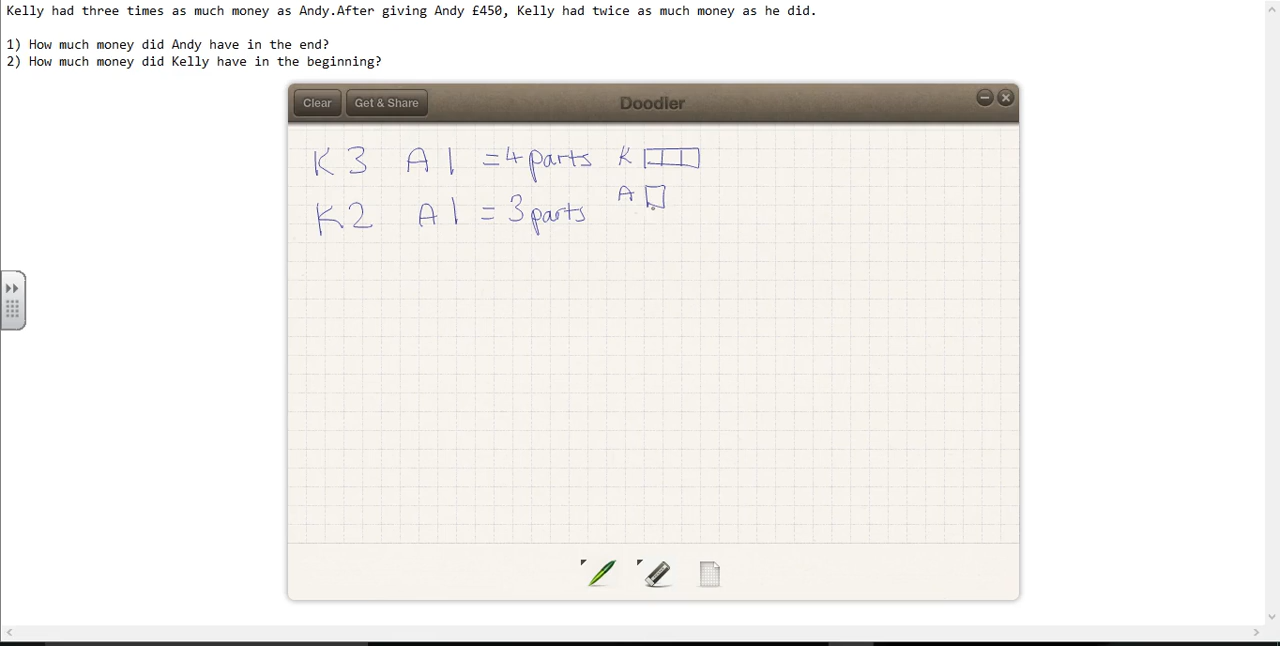 Kelly had three times as much money as Andy.After giving Andy £450, Kelly had twice as much money as he did.
1) How much money did Andy have in the end?
2) How much money did Kelly have in the beginning?
Clear Get & Share Doodler
K 3 A 1 = 4 parts K
A
K 2 A 1 = 3 parts